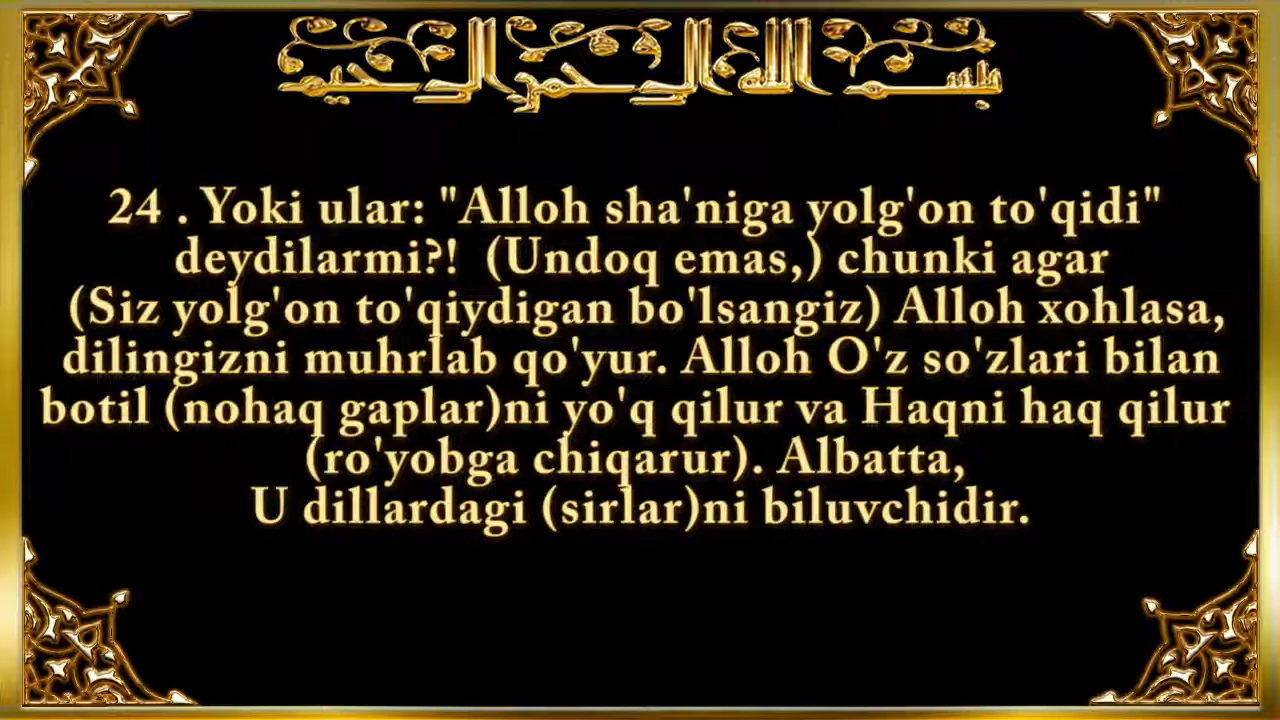 بسم الله الرحمن الرحيم
24 . Yoki ular: "Alloh sha'niga yolg'on to'qidi"
deydilarmi?! (Undoq emas,) chunki agar
(Siz yolg'on to'qiydigan bo'lsangiz) Alloh xohlasa,
dilingizni muhrlab qo'yur. Alloh O'z so'zlari bilan
botil (nohaq gaplar)ni yo'q qilur va Haqni haq qilur
(ro'yobga chiqarur). Albatta,
U dillardagi (sirlar)ni biluvchidir.